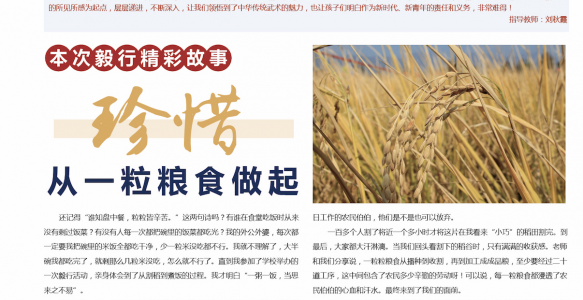 的所见所感为起点，层层演进，不断深入，让我们领悟到了中华传统武术的魅力，也让孩子们明白作为新时代、新青年的责任和义务，非常难得！
指导教师：刘秋霞
本次毅行精彩故事
珍惜
从一粒粮食做起
还记得“谁知盘中餐，粒粒皆辛苦。”这两句诗吗？有谁在食堂吃饭时从来
没有剩过饭菜？有没有人每一次都把碗里的饭菜都吃光？我的外公外婆，每次都
一定要我把碗里的米饭全都吃干净，少一粒米没吃都不行。我就不理解了，大半
碗我都吃完了，就剩那么几粒米没吃，怎么就不行了。直到我参加了学校举办的
一次毅行活动，亲身体会到了从割稻到煮饭的过程。我才明白“一粥一饭，当思
来之不易”。
日工作的农民伯伯，他们是不是也可以放弃。
一百多个人割了将近一个多小时才将这片在我看来“小巧”的稻田割完。到
最后，大家都大汗淋漓。当我们回头看割下的稻谷时，只有满满的收获感。老师
和我们分享说，一粒粒粮食从播种到收割，再到加工成成品粮，至少要经过二十
道工序，这中间包含了农民多少辛勤的劳动呀！可以说，每一粒粮食都浸透了农
民伯伯的心血和汗水。最终来到了我们的面前。